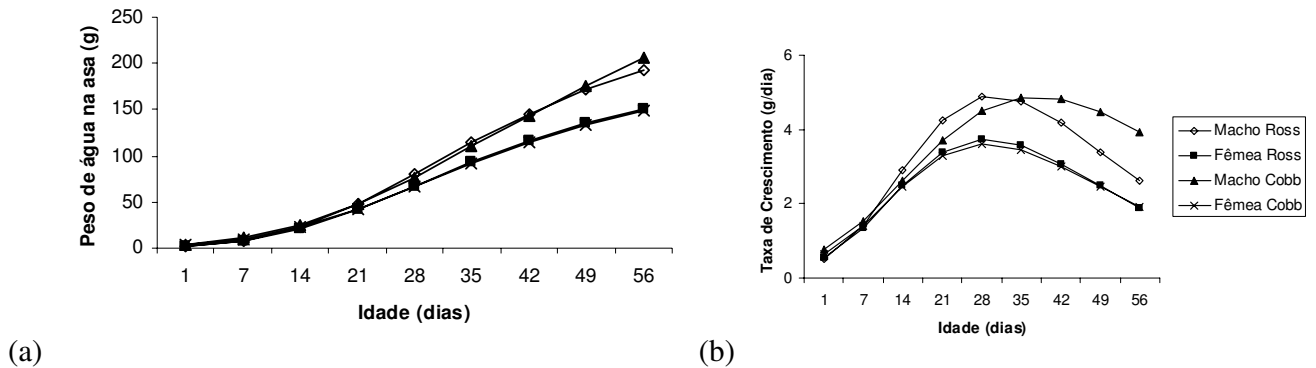 Peso de água na asa (g)
250
200
150
100
50
0
1 7 14 21 28 35 42 49 56
Idade (dias)
(a)
Taxa de Crescimento (g/dia)
6
4
2
0
1 7 14 21 28 35 42 49 56
Idade (dias)
Macho Ross
Fêmea Ross
Macho Cobb
Fêmea Cobb
(b)